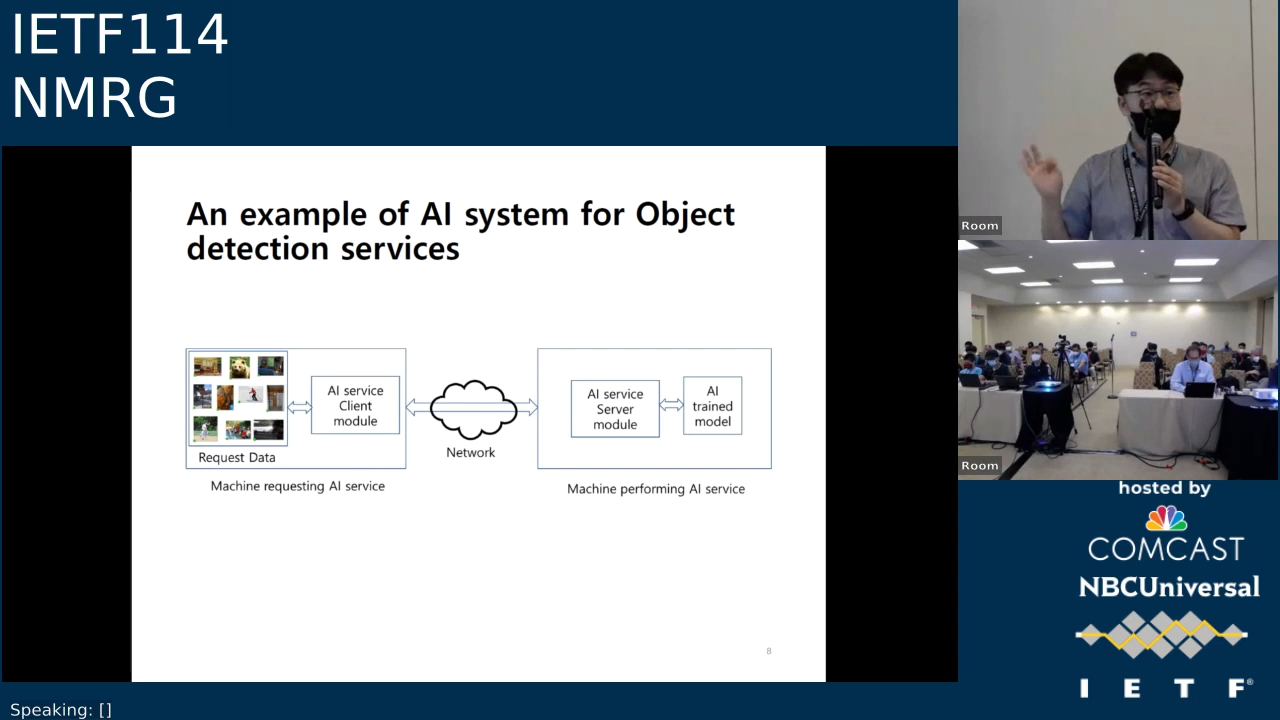 IETF114
NMRG
An example of AI system for Object
detection services
AI service
Client
module
Request Data
Machine requesting AI service
Network
AI service
Server
module
AI
trained
model
Machine performing AI service
8
Room
Room
hosted by
COMCAST
NBCUniversal
I E T F®
Speaking: []